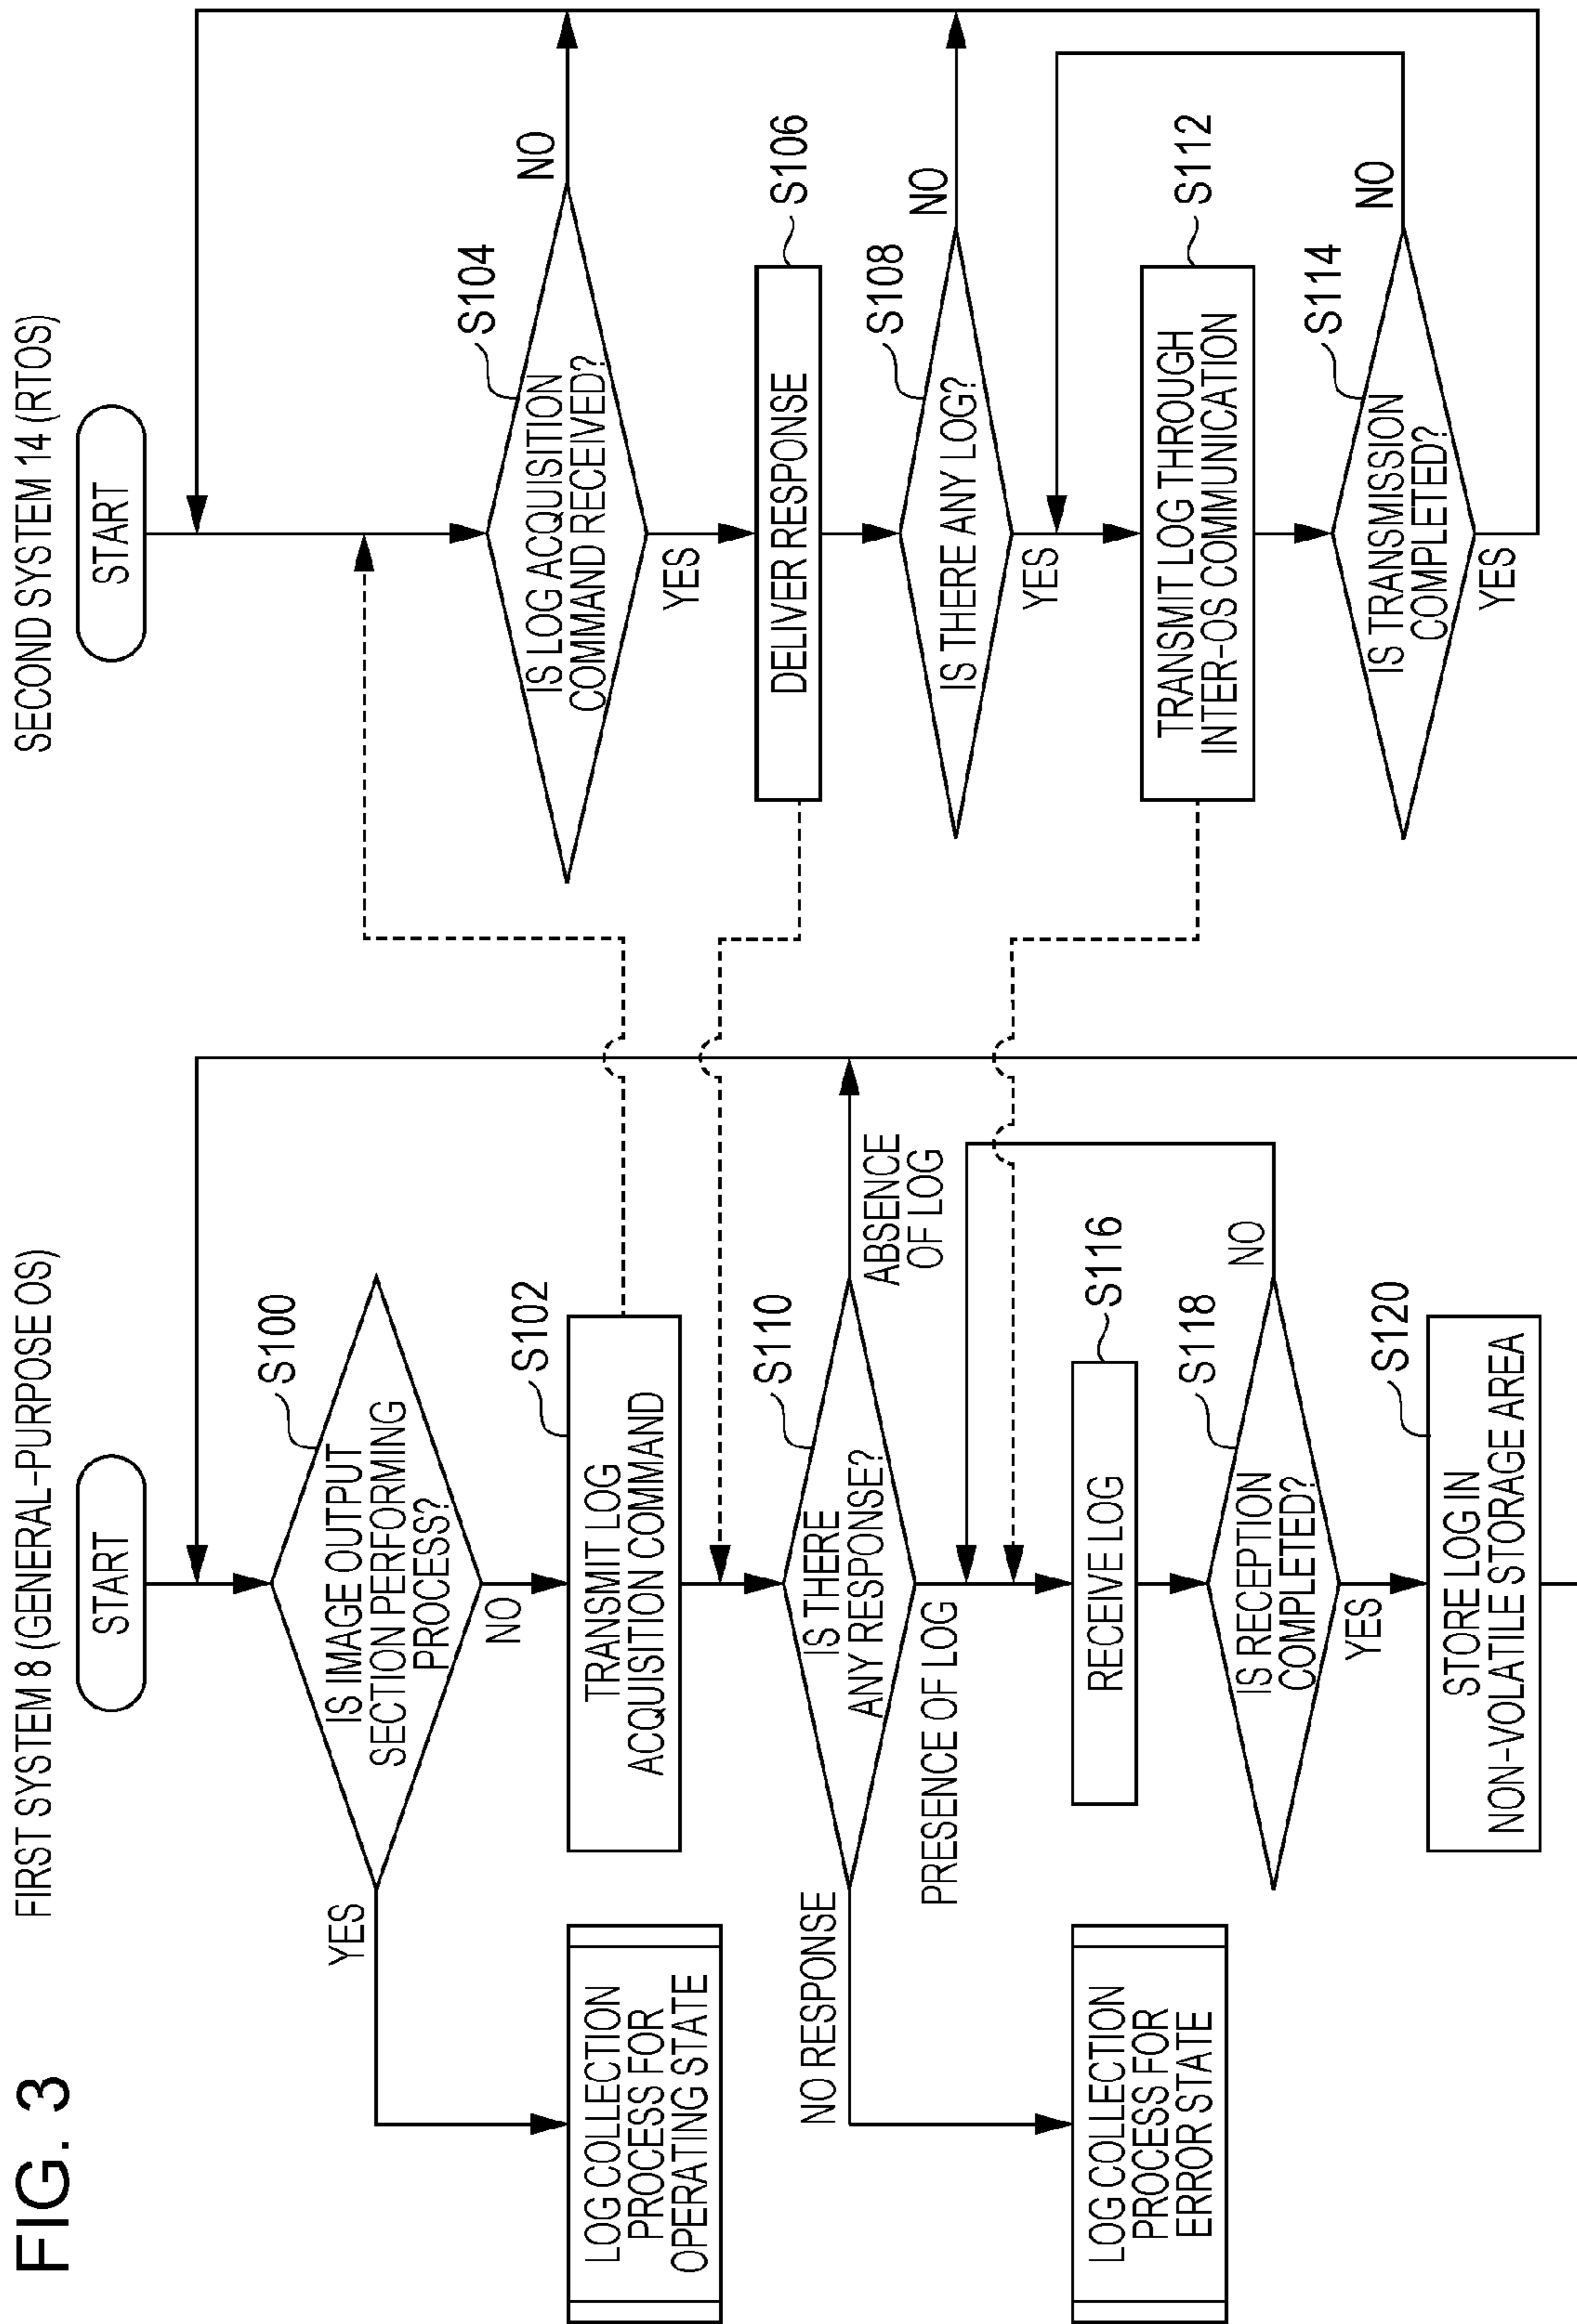 FIG. 3
FIRST SYSTEM 8 (GENERAL-PURPOSE OS)
START
IS IMAGE OUTPUT
SECTION PERFORMING
PROCESS?
S100
YES
NO
LOG COLLECTION
PROCESS FOR
OPERATING STATE
TRANSMIT LOG
ACQUISITION COMMAND
S102
IS THERE
ANY RESPONSE?
S110
NO RESPONSE
PRESENCE OF LOG
ABSENCE
OF LOG
LOG COLLECTION
PROCESS FOR
ERROR STATE
RECEIVE LOG
S116
IS RECEPTION
COMPLETED?
S118
NO
YES
STORE LOG IN
NON-VOLATILE STORAGE AREA
S120
SECOND SYSTEM 14 (RTOS)
START
IS LOG ACQUISITION
COMMAND RECEIVED?
S104
NO
YES
DELIVER RESPONSE
S106
IS THERE ANY LOG?
S108
NO
YES
TRANSMIT LOG THROUGH
INTER-OS COMMUNICATION
S112
IS TRANSMISSION
COMPLETED?
S114
NO
YES